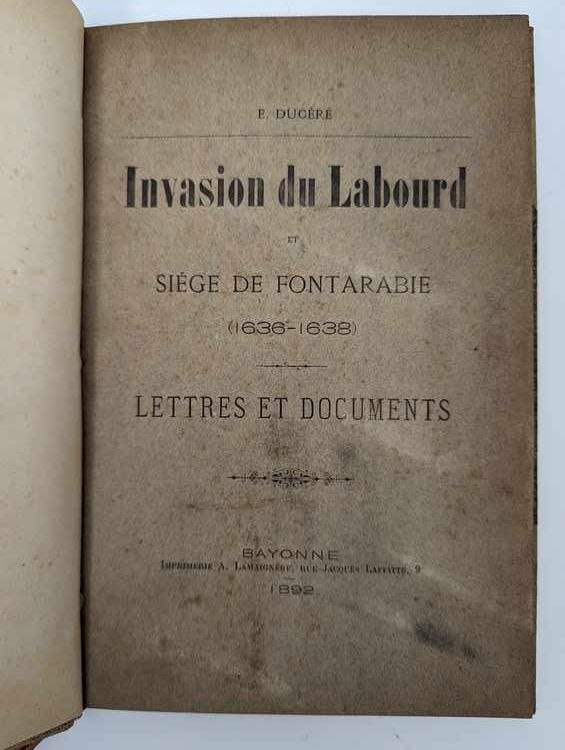 E. DUCÉRÉ
Invasion du Labourd
ET
SIÉGE DE FONTARABIE
(1636-1638)
LETTRES ET DOCUMENTS
BAYONNE
IMPRIMERIE A. LAMAIGNÈRE, RUE JACQUES LAFFITTE, 9
1892